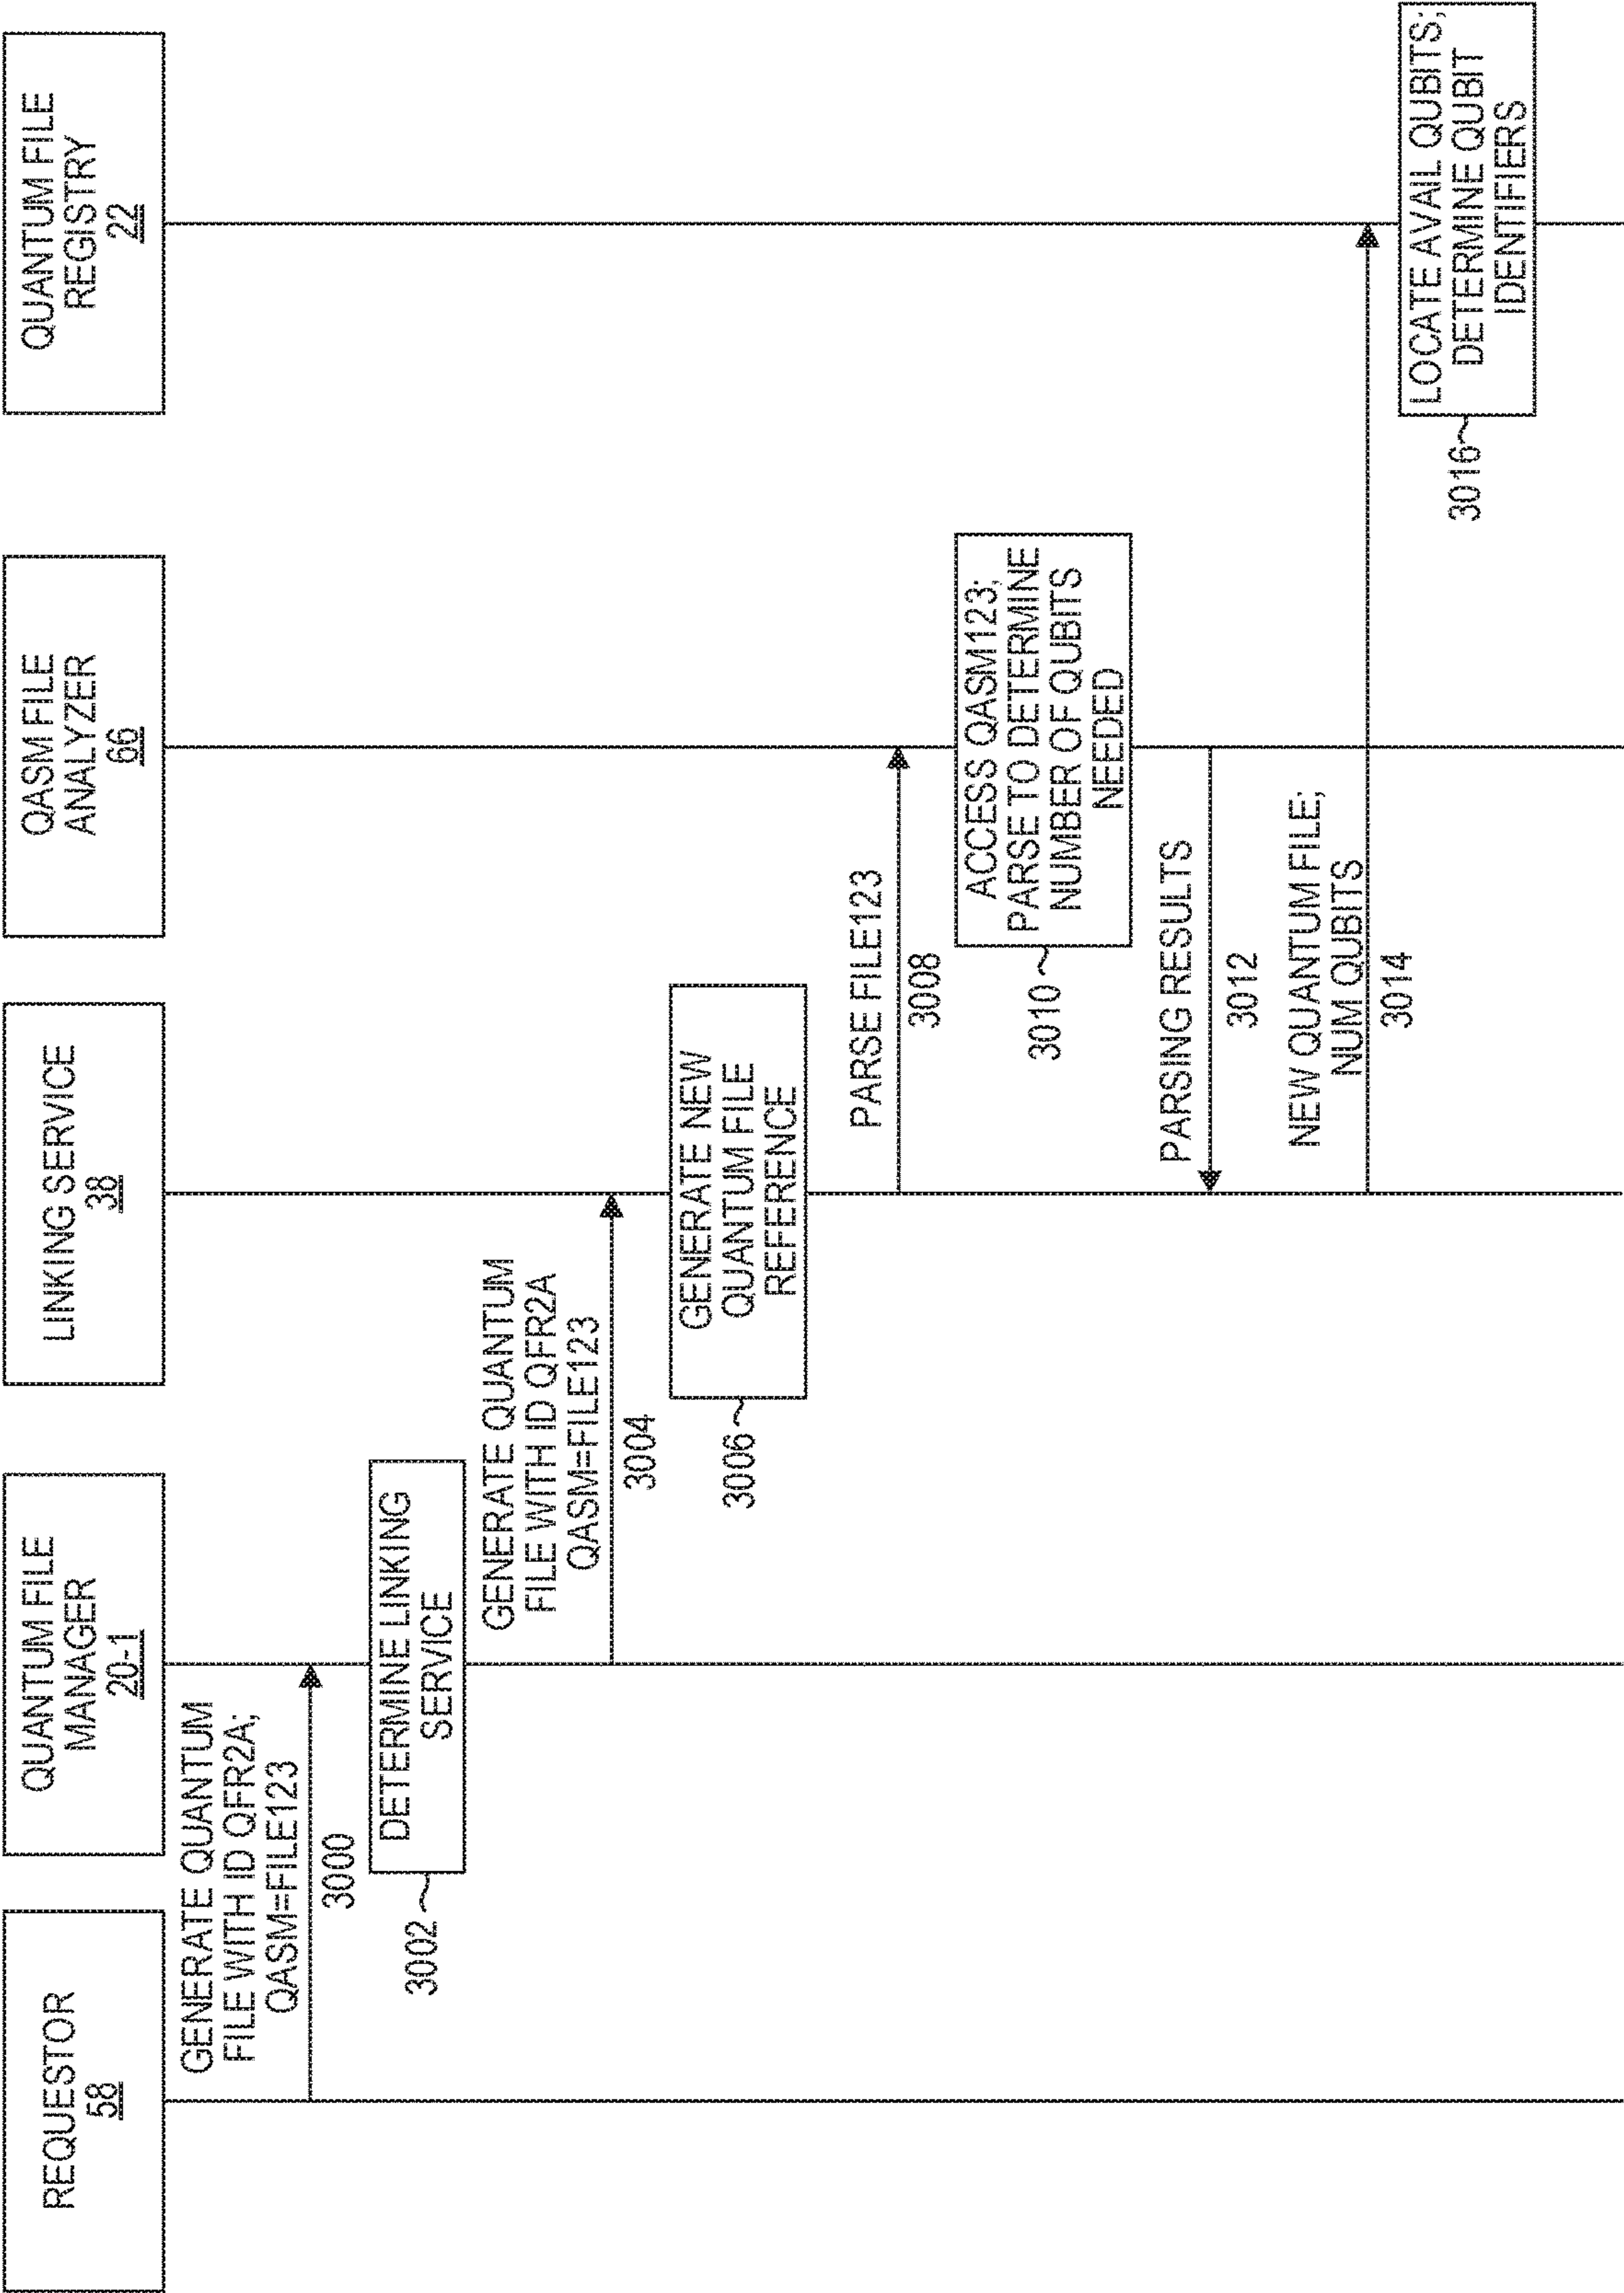 REQUESTOR
58
QUANTUM FILE
MANAGER
20-1
LINKING SERVICE
38
QASM FILE
ANALYZER
66
QUANTUM FILE
REGISTRY
22
GENERATE QUANTUM
FILE WITH ID QFR2A;
QASM=FILE123
3000
DETERMINE LINKING
SERVICE
3002
GENERATE QUANTUM
FILE WITH ID QFR2A
QASM=FILE123
3004
GENERATE NEW
QUANTUM FILE
REFERENCE
3006
PARSE FILE123
3008
ACCESS QASM123;
PARSE TO DETERMINE
NUMBER OF QUBITS
NEEDED
3010
PARSING RESULTS
3012
NEW QUANTUM FILE;
NUM QUBITS
3014
LOCATE AVAIL QUBITS;
DETERMINE QUBIT
IDENTIFIERS
3016